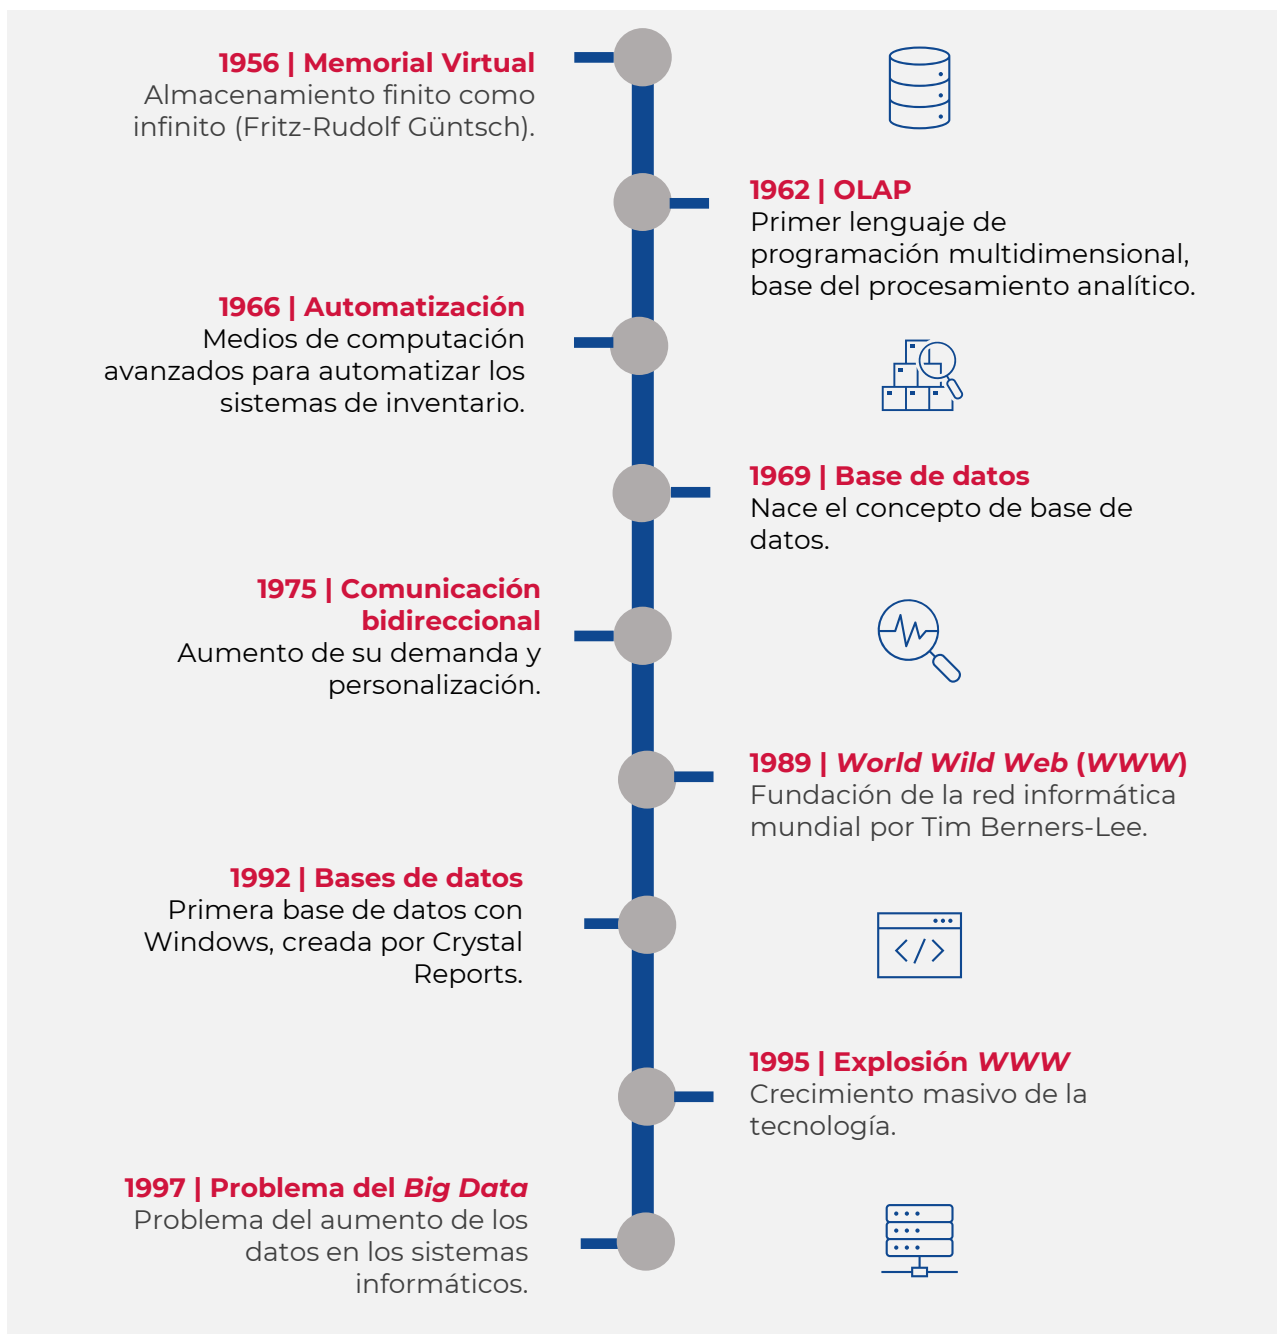 1956 | Memorial Virtual
Almacenamiento finito como
infinito (Fritz-Rudolf Güntsch).
1962 | OLAP
Primer lenguaje de
programación multidimensional,
base del procesamiento analítico.
1966 | Automatización
Medios de computación
avanzados para automatizar los
sistemas de inventario.
1969 | Base de datos
Nace el concepto de base de
datos.
1975 | Comunicación
bidireccional
Aumento de su demanda y
personalización.
1989 | World Wild Web (WWW)
Fundación de la red informática
mundial por Tim Berners-Lee.
1992 | Bases de datos
Primera base de datos con
Windows, creada por Crystal
Reports.
1995 | Explosión WWW
Crecimiento masivo de la
tecnología.
1997 | Problema del Big Data
Problema del aumento de los
datos en los sistemas
informáticos.